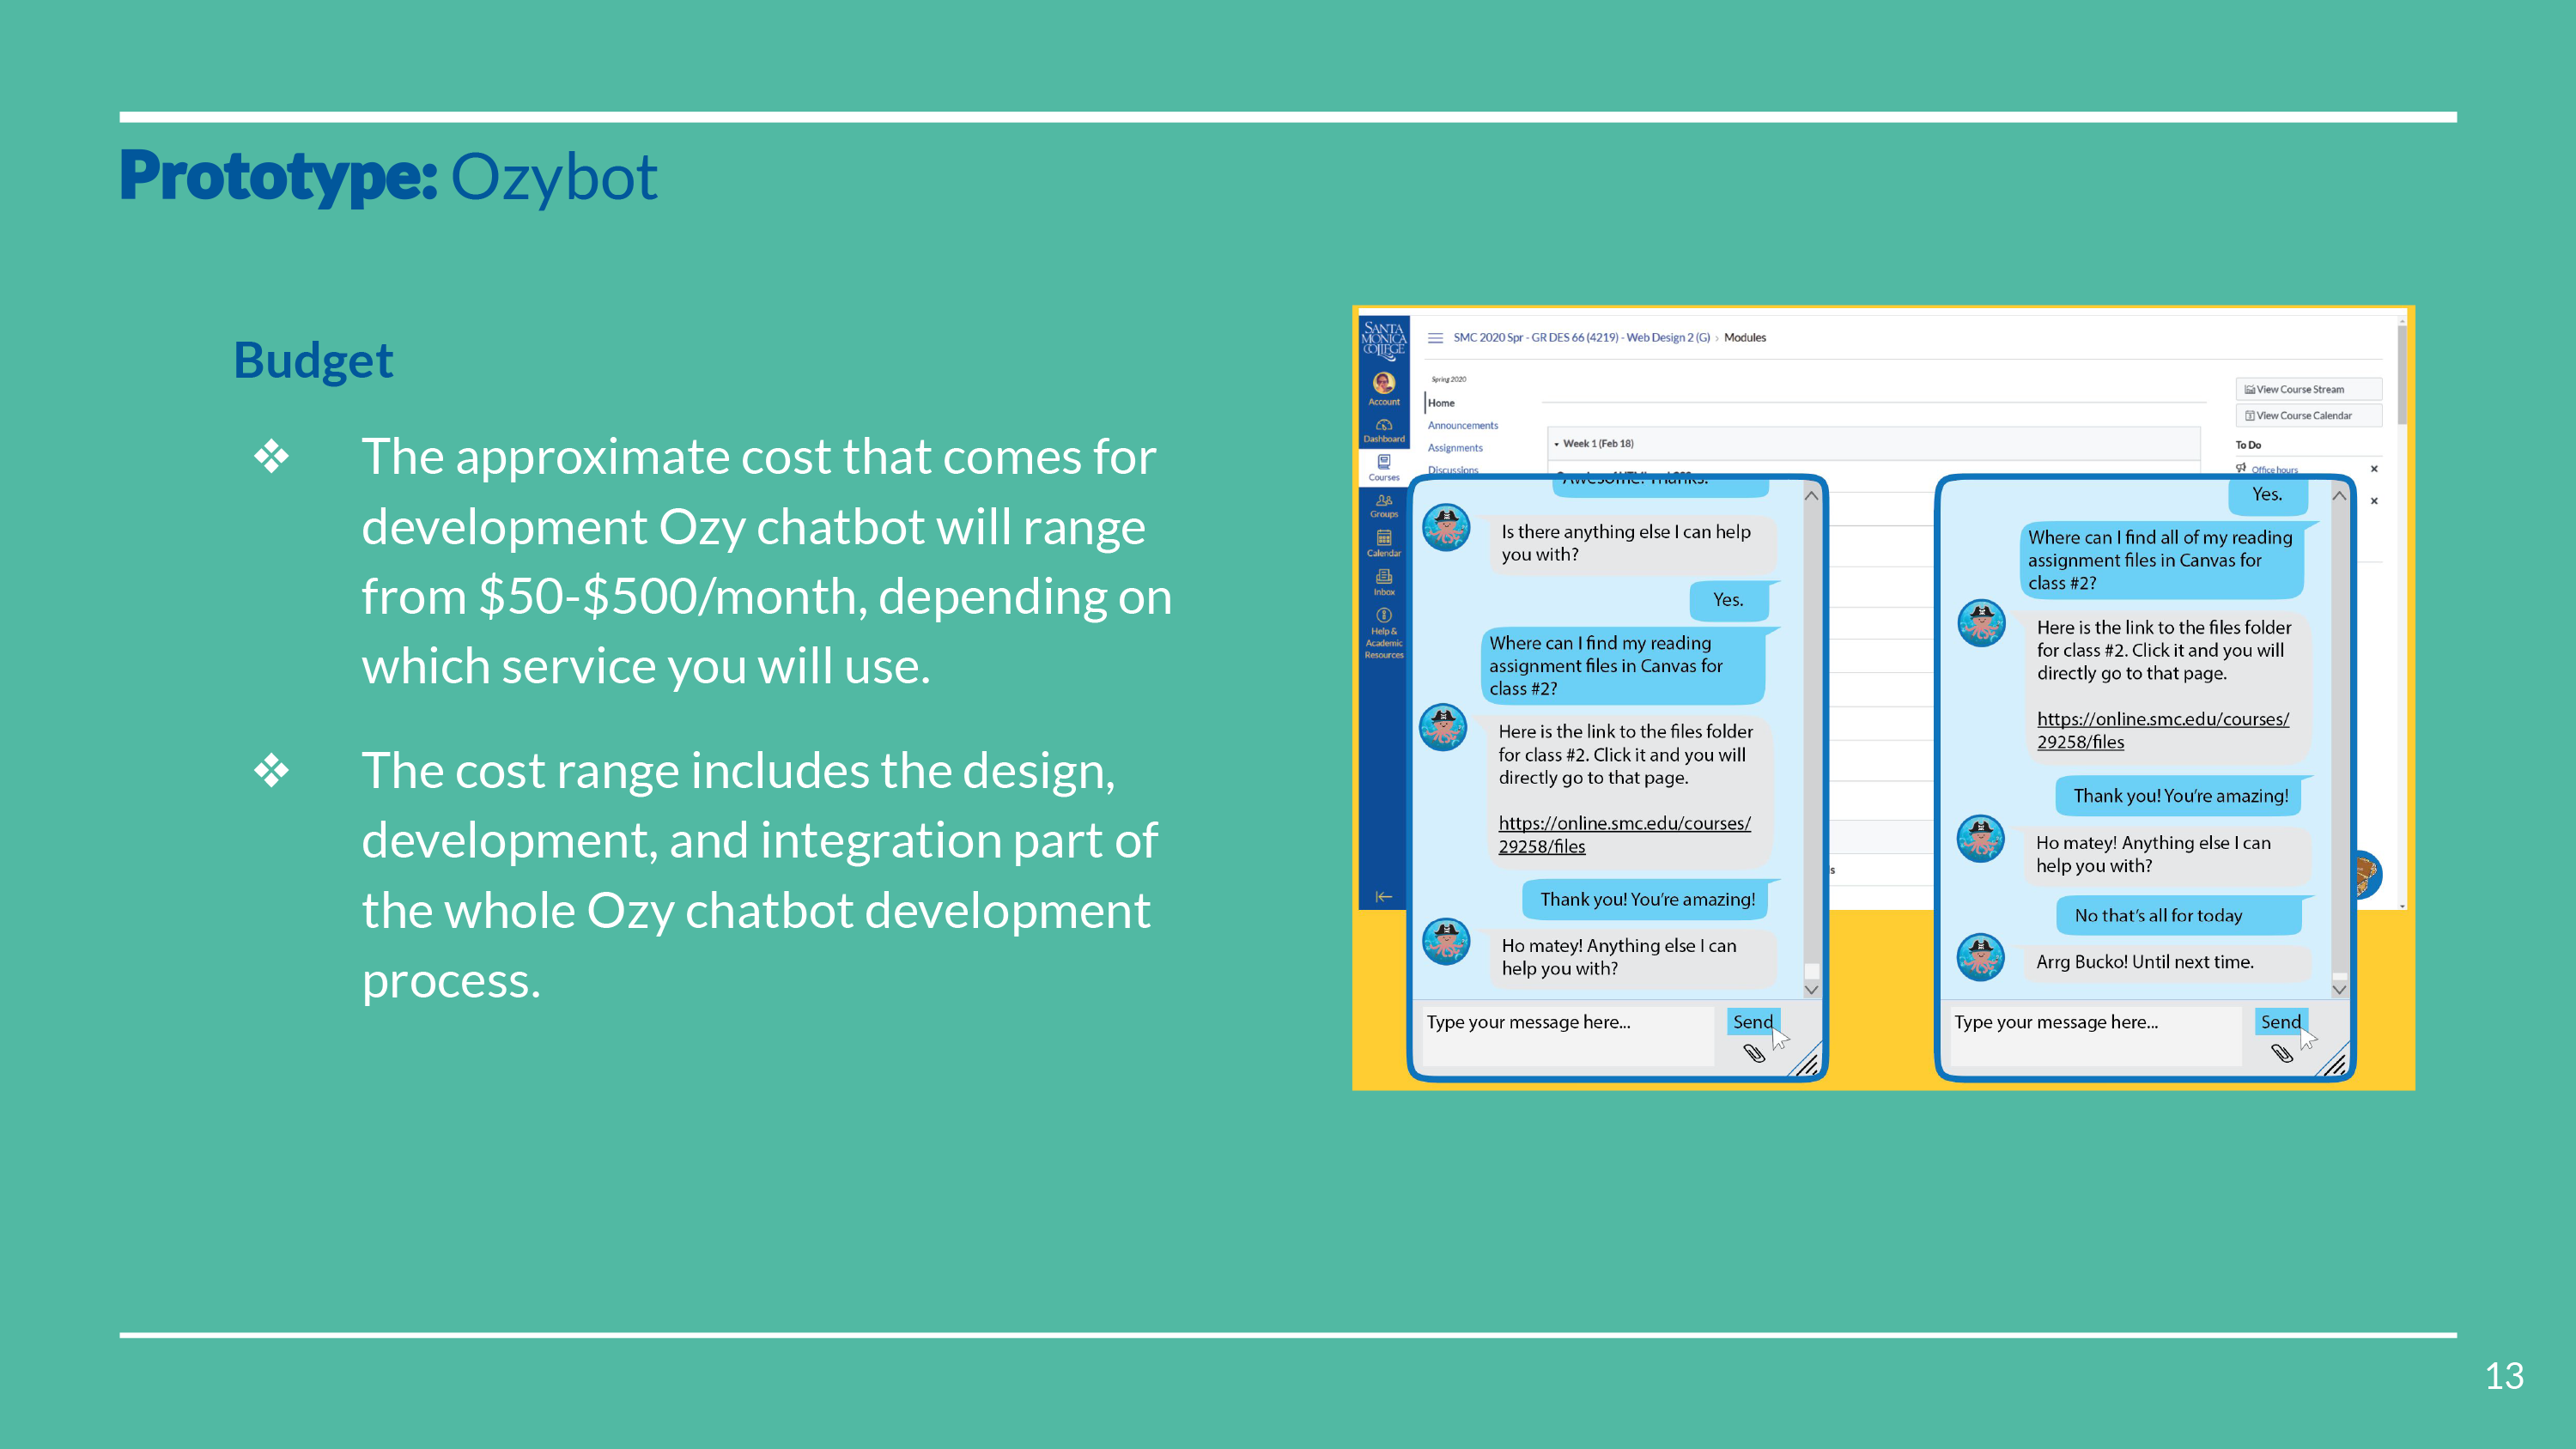 Prototype: Ozybot
Budget
❖ The approximate cost that comes for
development Ozy chatbot will range
from $50-$500/month, depending on
which service you will use.
❖ The cost range includes the design,
development, and integration part of
the whole Ozy chatbot development
process.
SANTA
MONICA
COLLEGE
Account
Dashboard
Courses
Groups
Calendar
Inbox
Help &
Academic
Resources
SMC 2020 Spr - GR DES 66 (4219) - Web Design 2 (G) › Modules
Spring 2020
Home
Announcements
Assignments
Discussions
Week 1 (Feb 18)
View Course Stream
View Course Calendar
To Do
Office hours
Awesome! Thanks.
Is there anything else I can help
you with?
Yes.
Where can I find my reading
assignment files in Canvas for
class #2?
Here is the link to the files folder
for class #2. Click it and you will
directly go to that page.
https://online.smc.edu/courses/
29258/files
Thank you! You're amazing!
Ho matey! Anything else I can
help you with?
Type your message here...
Send
Yes.
Where can I find all of my reading
assignment files in Canvas for
class #2?
Here is the link to the files folder
for class #2. Click it and you will
directly go to that page.
https://online.smc.edu/courses/
29258/files
Thank you! You're amazing!
Ho matey! Anything else I can
help you with?
No that's all for today
Arrg Bucko! Until next time.
Type your message here...
Send
13